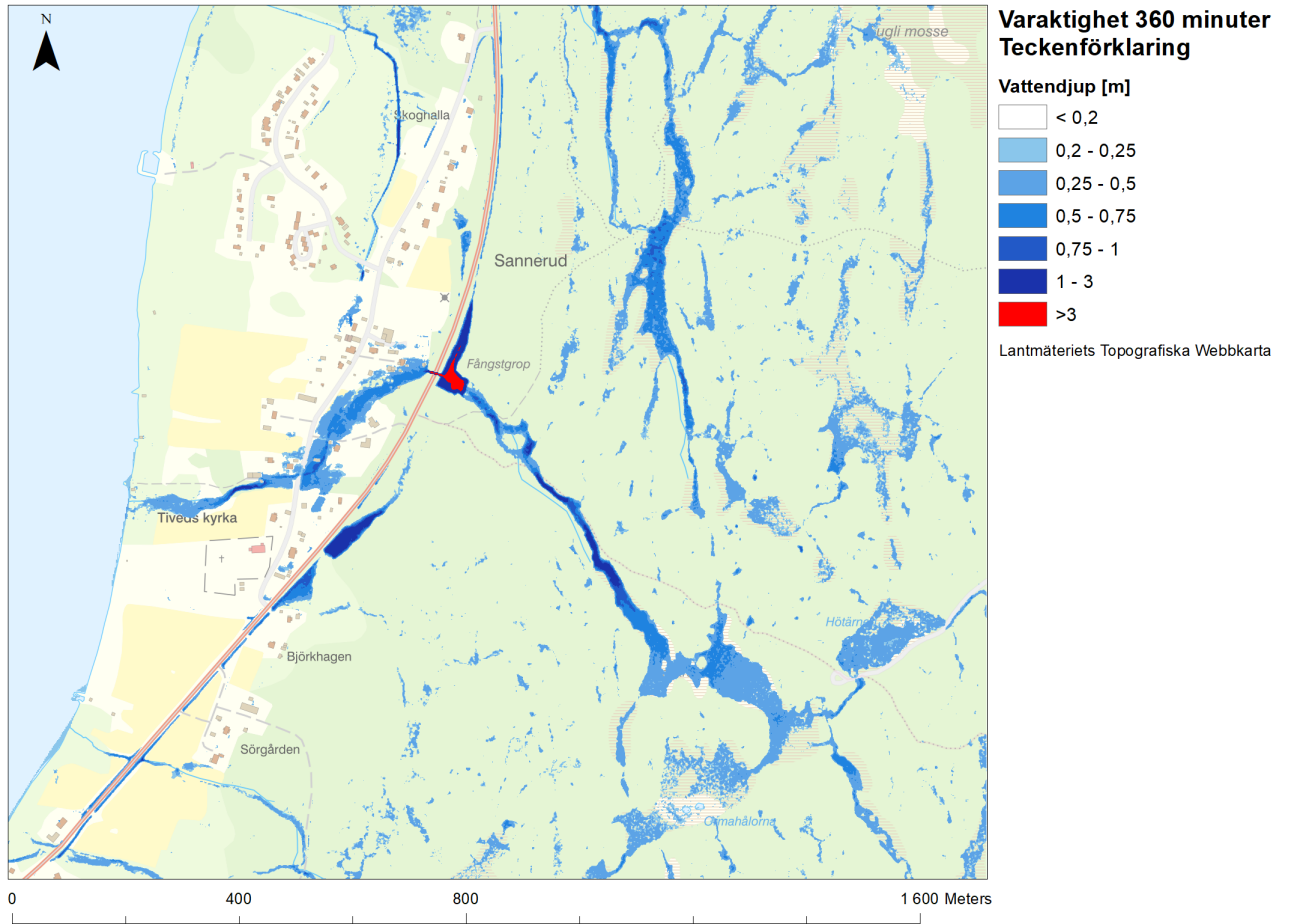 N
ugli mosse
Skoghalla
Sannerud
Fångstgrop
Tiveds kyrka
Hötärne
Björkhagen
Sörgården
Ormahålorna
0
400
800
1 600 Meters
Varaktighet 360 minuter
Teckenförklaring
Vattendjup [m]
< 0,2
0,2 - 0,25
0,25 - 0,5
0,5 - 0,75
0,75 - 1
1 - 3
>3
Lantmäteriets Topografiska Webbkarta